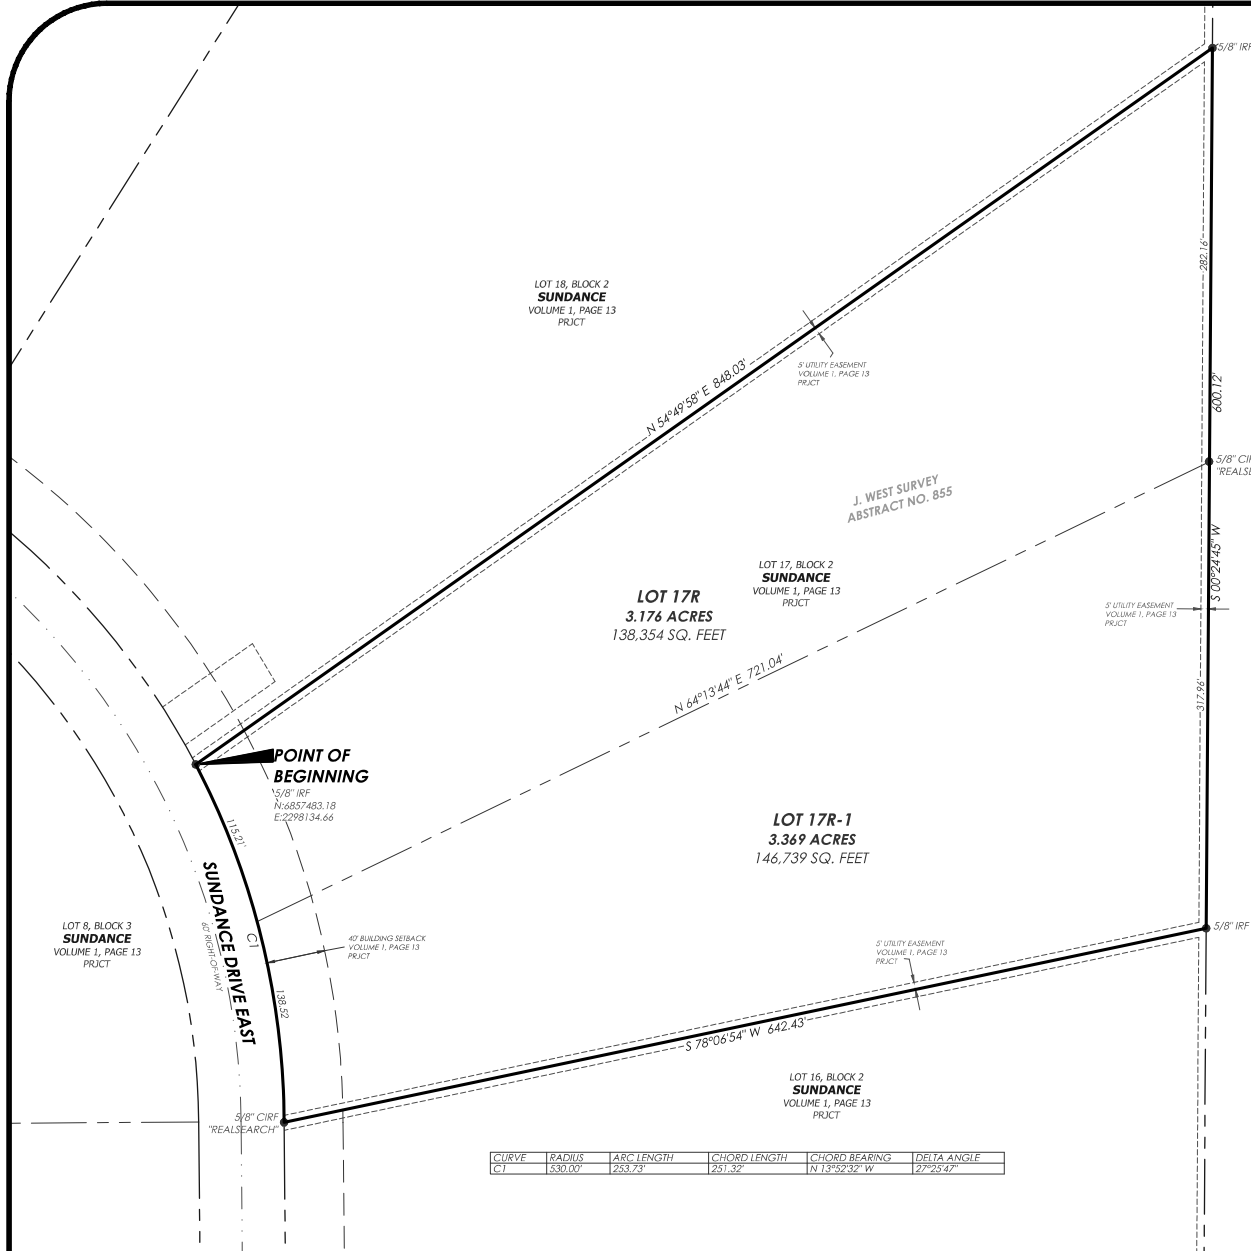 5/8" IRF
LOT 18, BLOCK 2
SUNDANCE
VOLUME 1, PAGE 13
PRJCT
282.16'
5' UTILITY EASEMENT
VOLUME 1, PAGE 13
PRJCT
N 54°49'58" E 848.03'
600.12'
5/8" CI
"REALS
J. WEST SURVEY
ABSTRACT NO. 855
S 00°24'45" W
LOT 17, BLOCK 2
SUNDANCE
VOLUME 1, PAGE 13
PRJCT
LOT 17R
3.176 ACRES
138,354 SQ. FEET
5' UTILITY EASEMENT
VOLUME 1, PAGE 13
PRJCT
N 64°13'44" E 721.04'
317.96'
POINT OF
BEGINNING
5/8" IRF
N:6857483.18
E:2298134.66
115.21'
LOT 17R-1
3.369 ACRES
146,739 SQ. FEET
SUNDANCE DRIVE EAST
60' RIGHT-OF-WAY
C1
LOT 8, BLOCK 3
SUNDANCE
VOLUME 1, PAGE 13
PRJCT
40' BUILDING SETBACK
VOLUME 1, PAGE 13
PRJCT
5' UTILITY EASEMENT
VOLUME 1, PAGE 13
PRJCT
5/8" IRF
138.52
S 78°06'54" W 642.43'
LOT 16, BLOCK 2
SUNDANCE
VOLUME 1, PAGE 13
PRJCT
5/8" CIRF
"REALSEARCH"
CURVE RADIUS ARC LENGTH CHORD LENGTH CHORD BEARING DELTA ANGLE
C1 530.00' 253.73' 251.32' N 13°52'32" W 27°25'47"